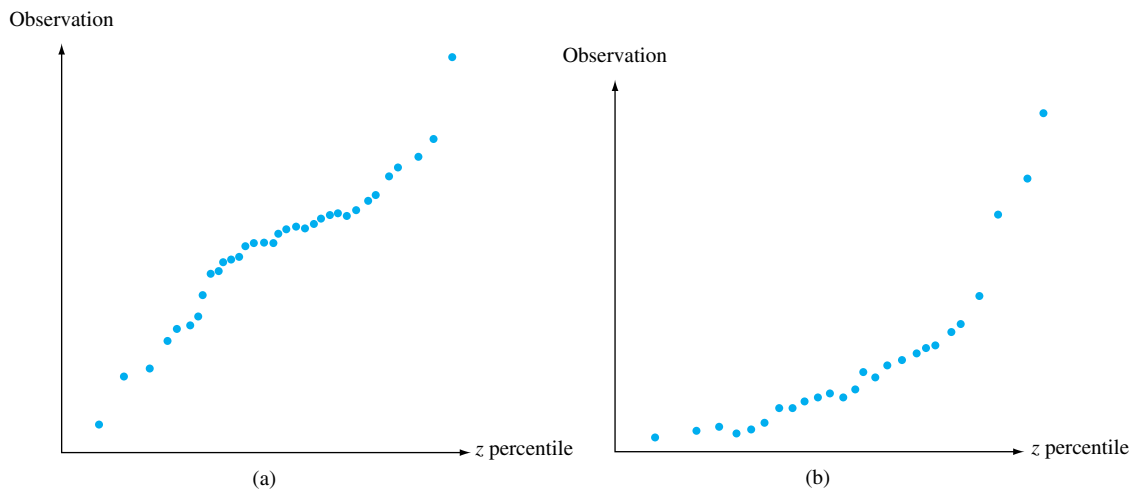 Observation
z percentile
(a)
Observation
z percentile
(b)